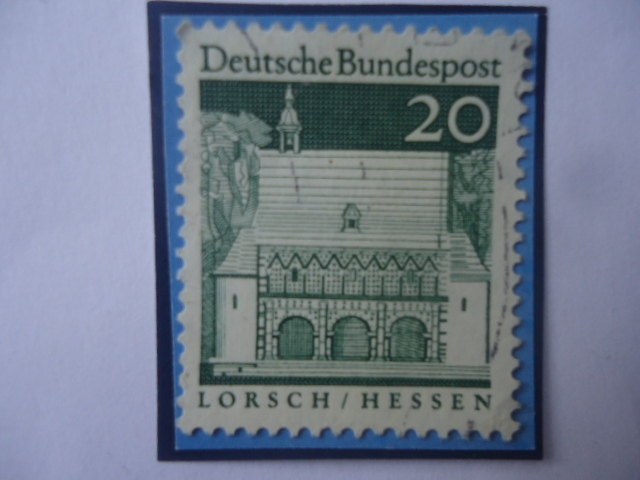 Deutsche Bundespost
20
LORSCH / HESSEN